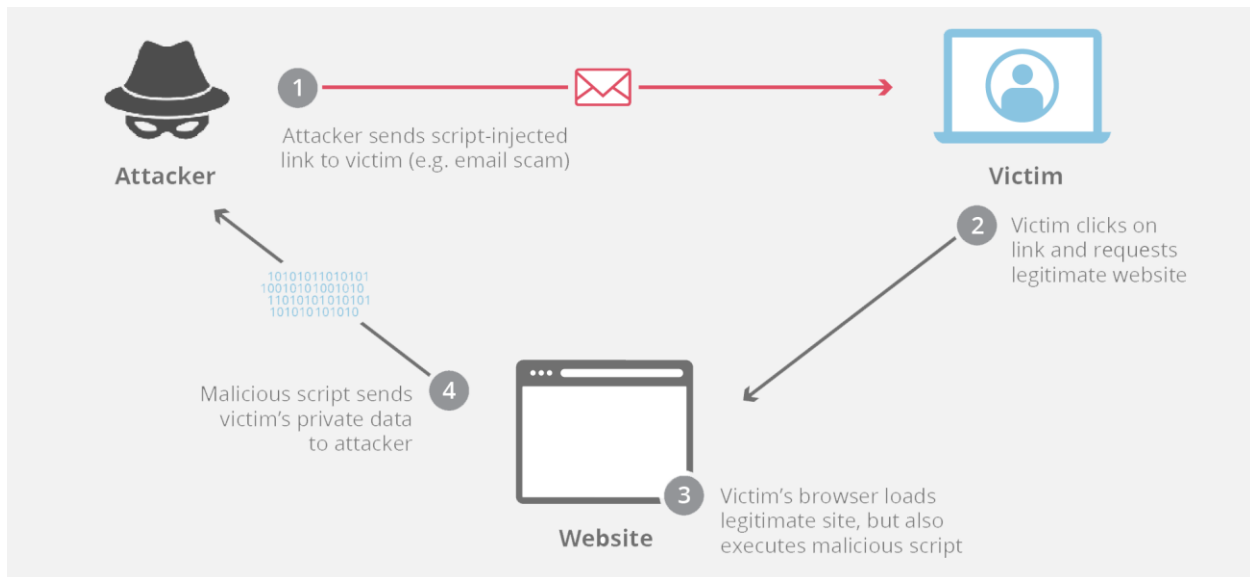 1
Attacker sends script-injected
link to victim (e.g. email scam)
Attacker
Victim
2
Victim clicks on
link and requests
legitimate website
10101011010101
10010101001010
11010101010101
101010101010
4
Malicious script sends
victim's private data
to attacker
3
Victim's browser loads
legitimate site, but also
executes malicious script
Website